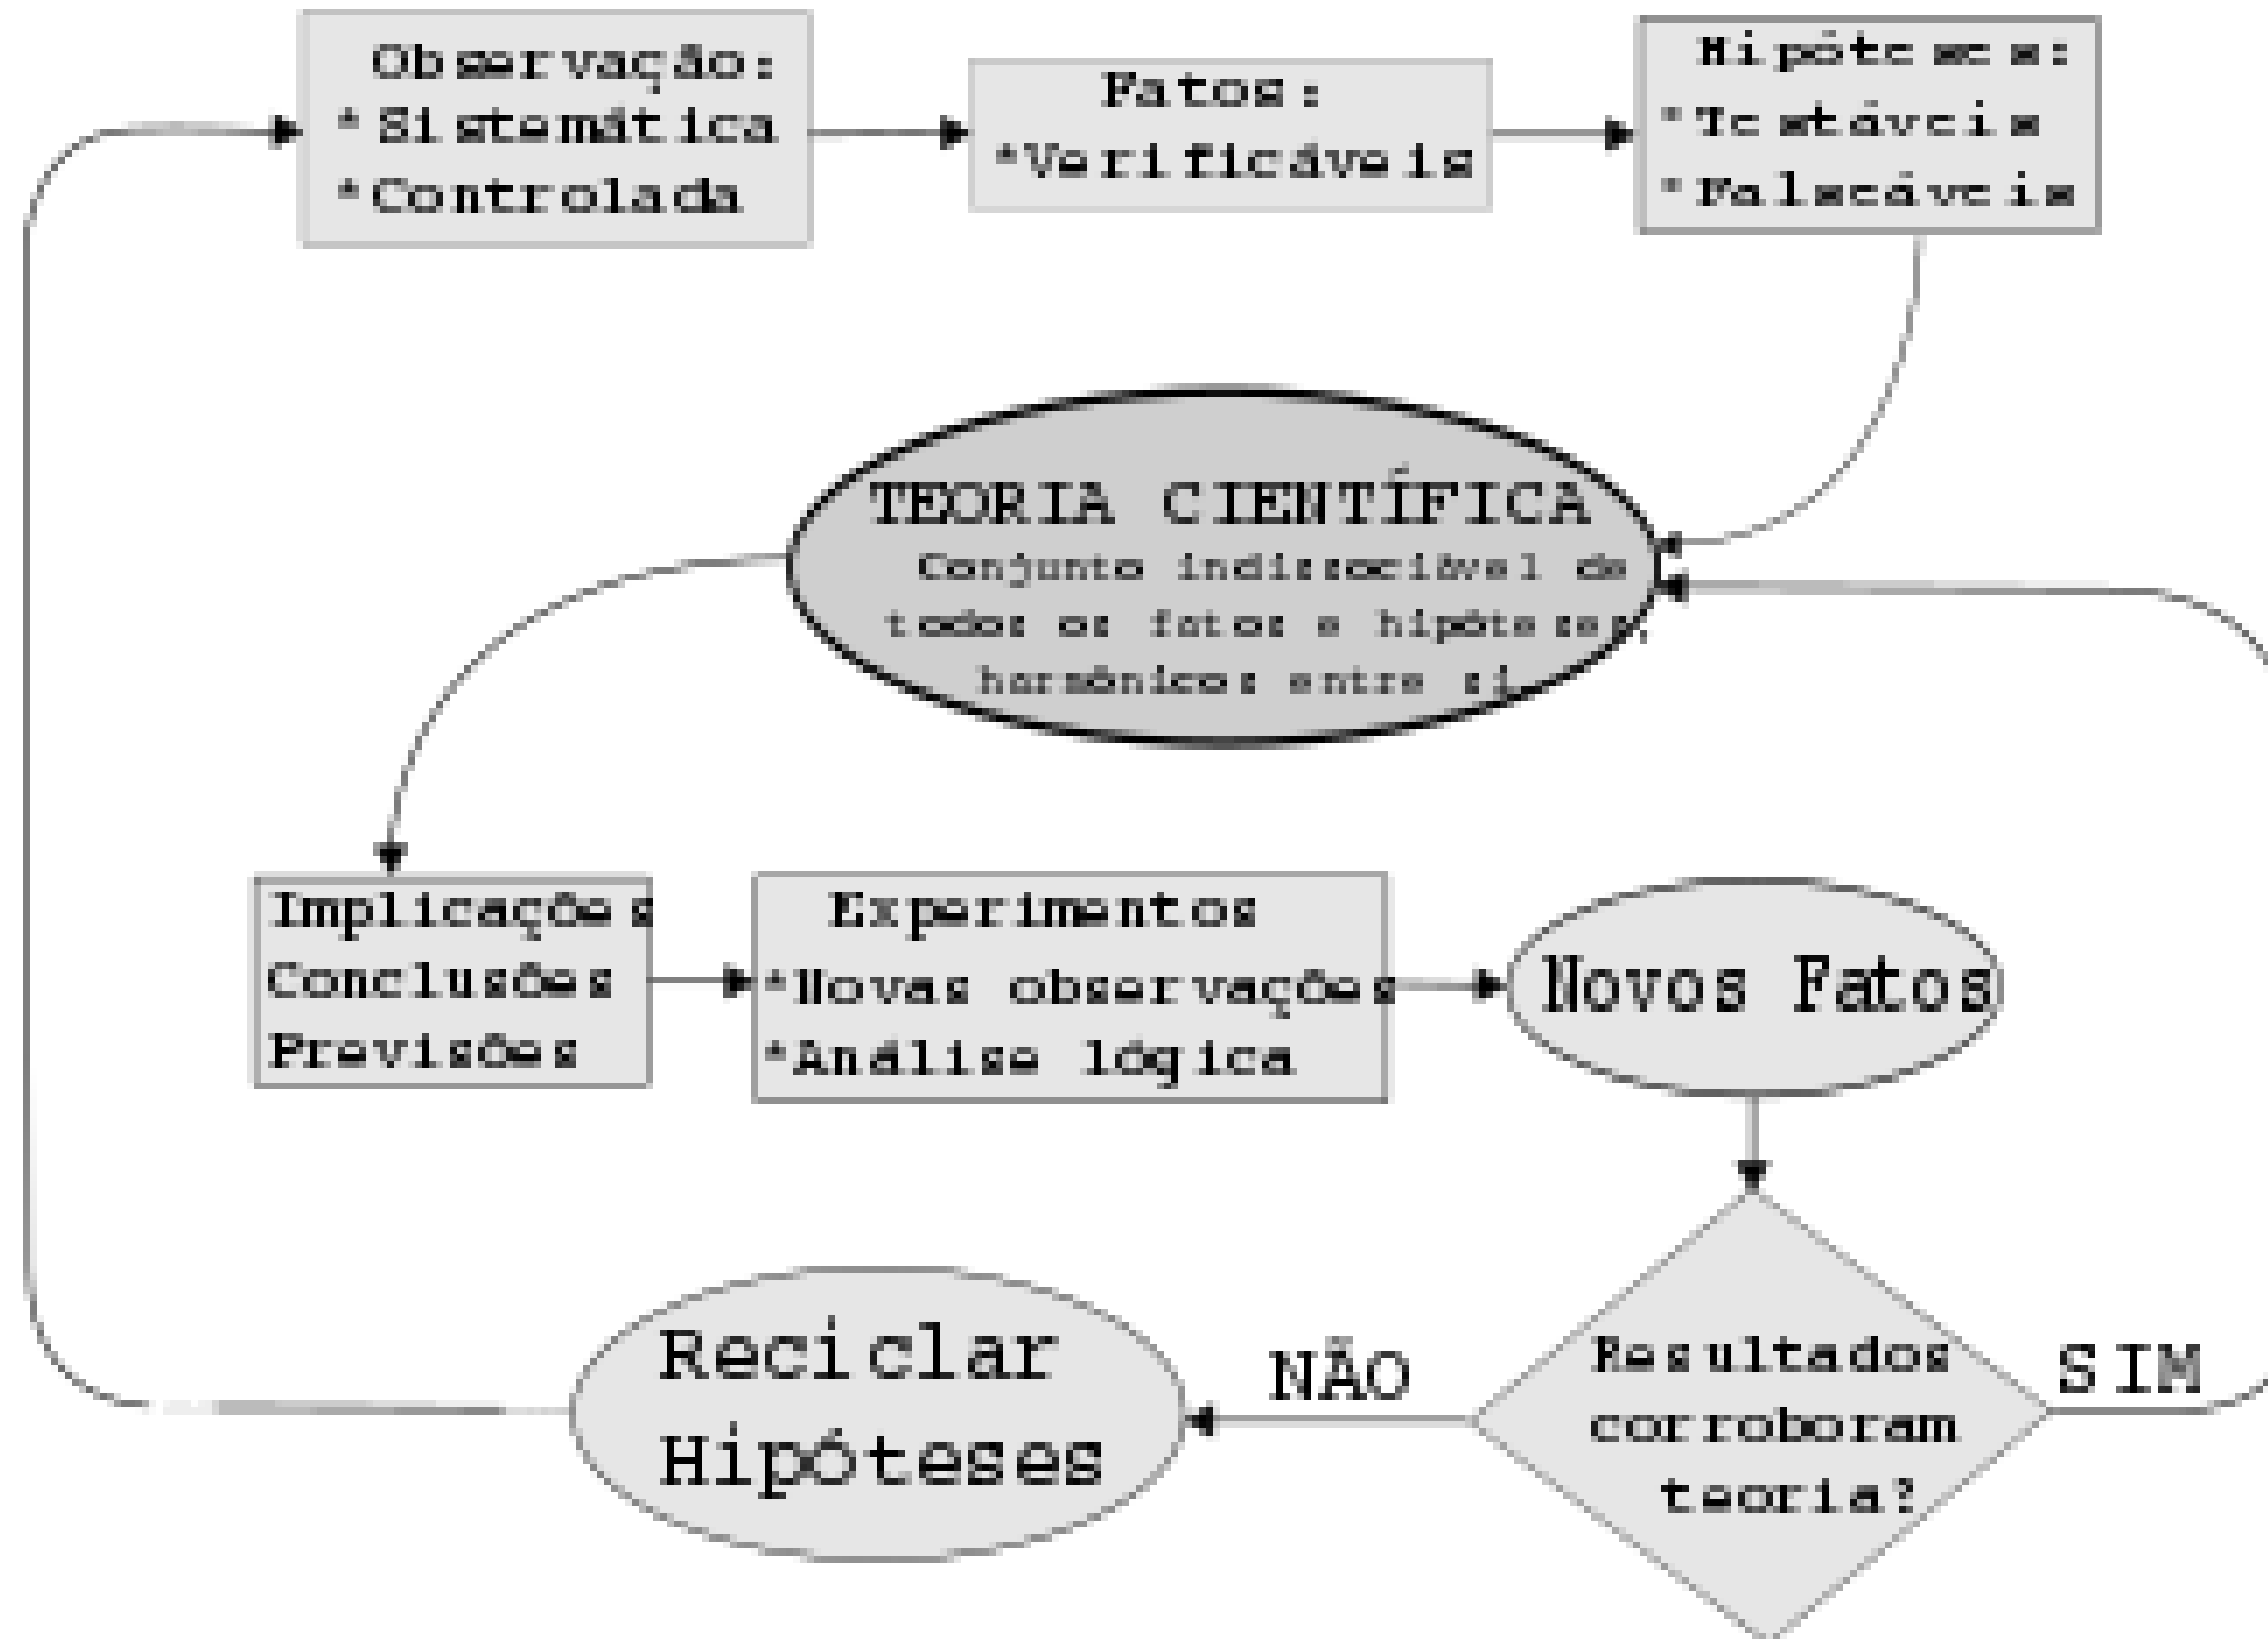 Observação:
*Sistemática
*Controlada
Fatos:
*Verificáveis
Hipóteses:
*Testáveis
*Falseáveis
TEORIA CIENTÍFICA
Conjunto indissociável de
todos os fatos e hipóteses,
harmônicos entre si.
Implicações
Conclusões
Previsões
Experimentos
*Novas observações
*Análise lógica
Novos Fatos
Resultados
corroboram
teoria?
SIM
NÃO
Reciclar
Hipóteses